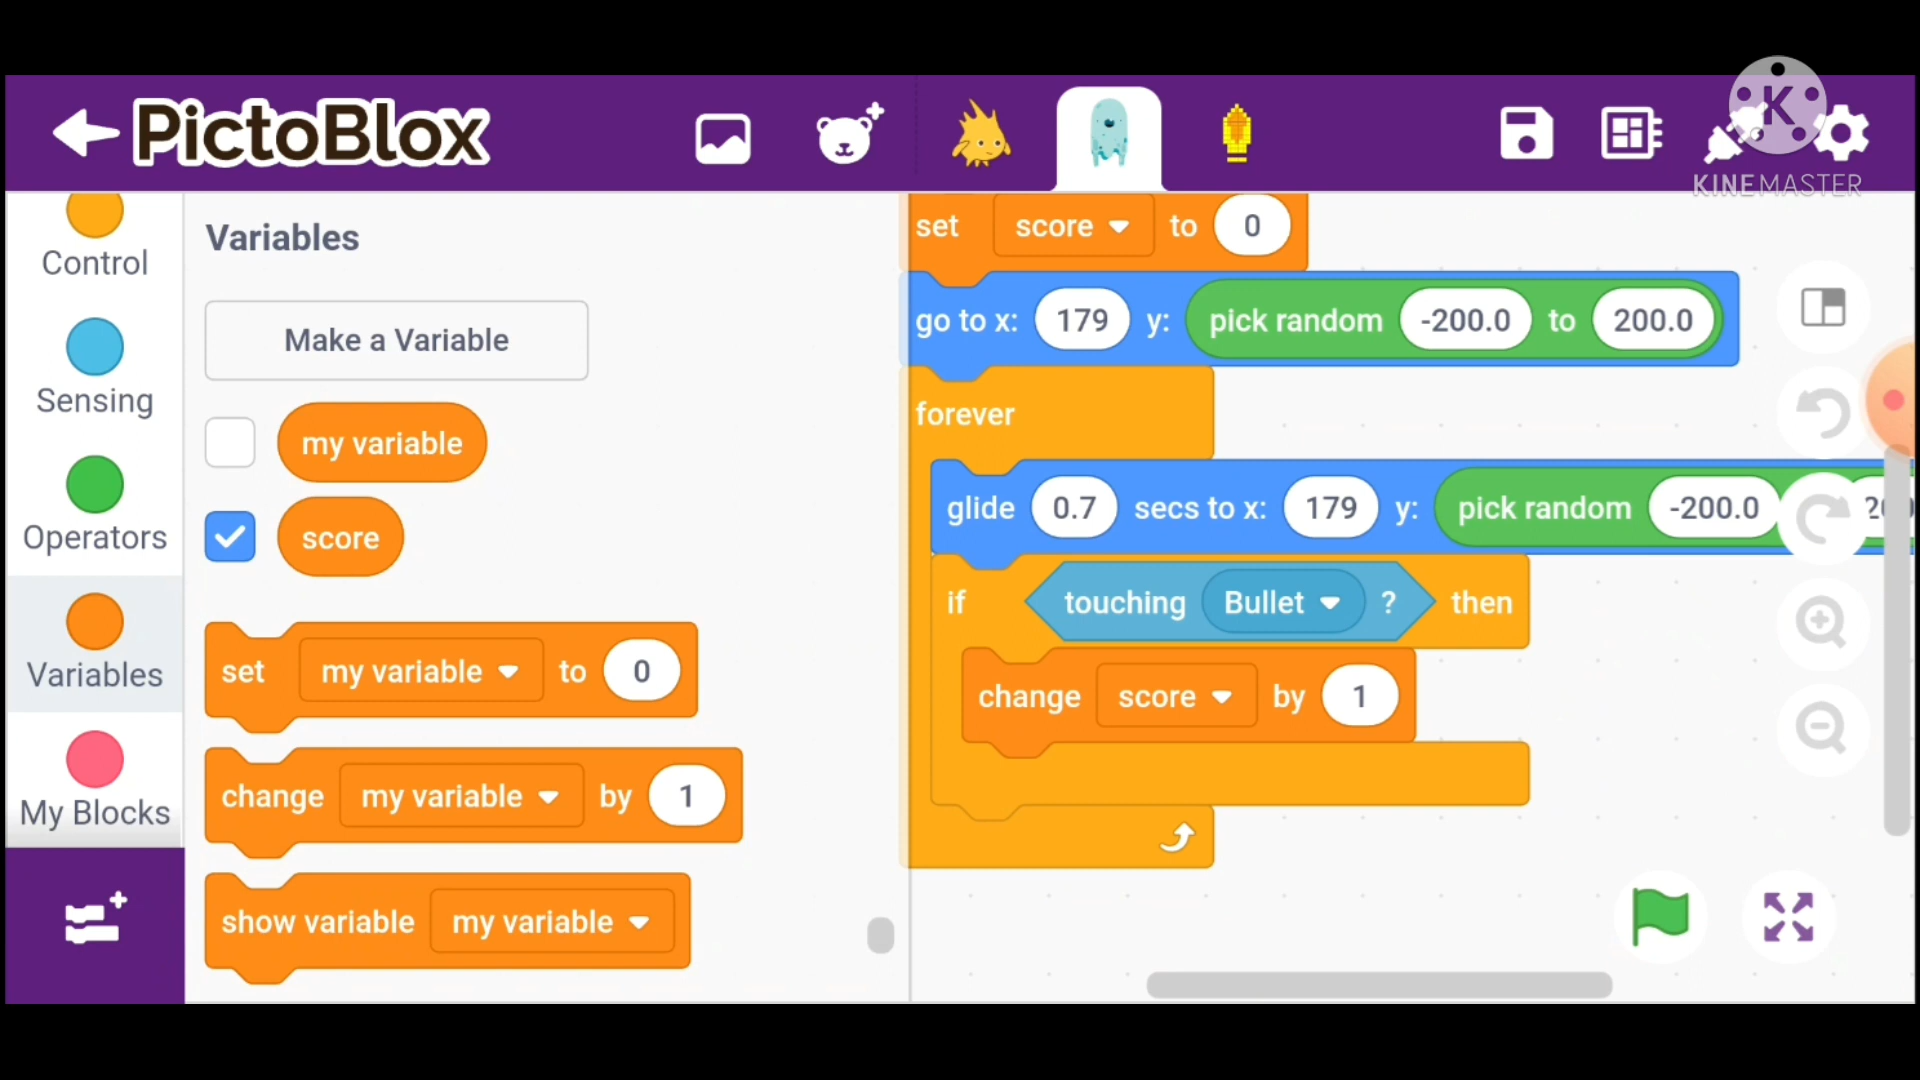 PictoBlox
KINEMASTER
Control
Sensing
Operators
Variables
My Blocks
Variables
Make a Variable
my variable
score
set my variable to 0
change my variable by 1
show variable my variable
set score to 0
go to x: 179 y: pick random -200.0 to 200.0
forever
glide 0.7 secs to x: 179 y: pick random -200.0
if touching Bullet ? then
change score by 1